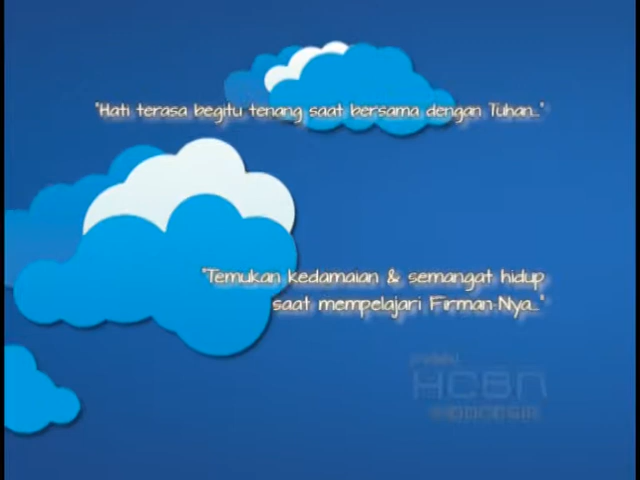 "Hati terasa begitu tenang saat bersama dengan Tuhan..."
"Temukan kedamaian & semangat hidup
saat mempelajari Firman-Nya..."
HCBN